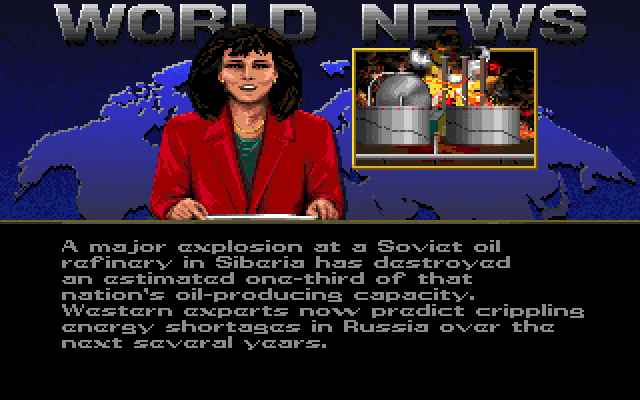 WORLD NEWS
A major explosion at a Soviet oil
refinery in Siberia has destroyed
an estimated one-third of that
nation's oil-producing capacity.
Western experts now predict crippling
energy shortages in Russia over the
next several years.